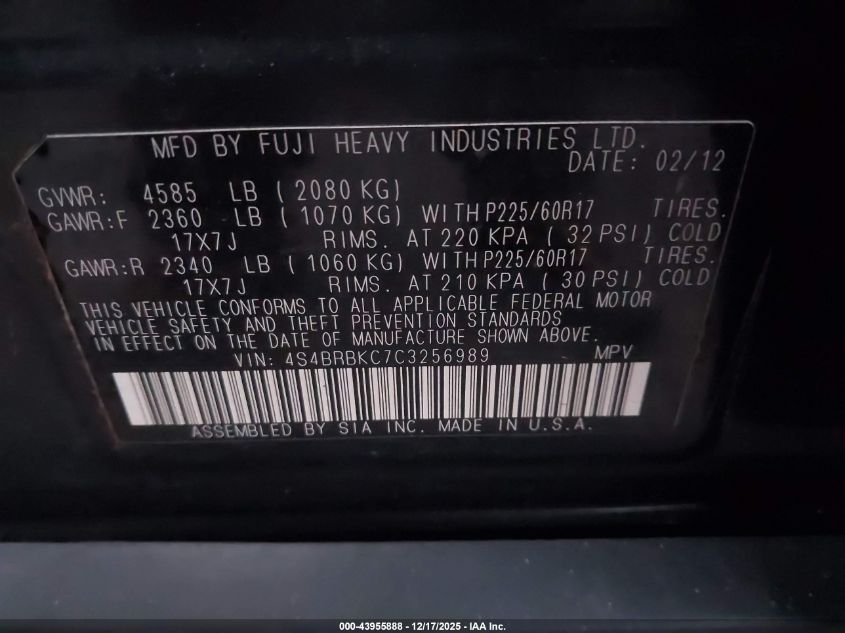 MFD BY FUJI HEAVY INDUSTRIES LTD.
DATE: 02/12
GVWR: 4585 LB ( 2080 KG)
GAWR:F 2360 LB ( 1070 KG) WITH P225/60R17 TIRES.
17X7J RIMS. AT 220 KPA ( 32 PSI) COLD
GAWR:R 2340 LB ( 1060 KG) WITH P225/60R17 TIRES.
17X7J RIMS. AT 210 KPA ( 30 PSI) COLD
THIS VEHICLE CONFORMS TO ALL APPLICABLE FEDERAL MOTOR
VEHICLE SAFETY AND THEFT PREVENTION STANDARDS
IN EFFECT ON THE DATE OF MANUFACTURE SHOWN ABOVE.
VIN: 4S4BRBKC7C3256989 MPV
ASSEMBLED BY SIA INC. MADE IN U.S.A.
000-43955888 - 12/17/2025 - IAA Inc.